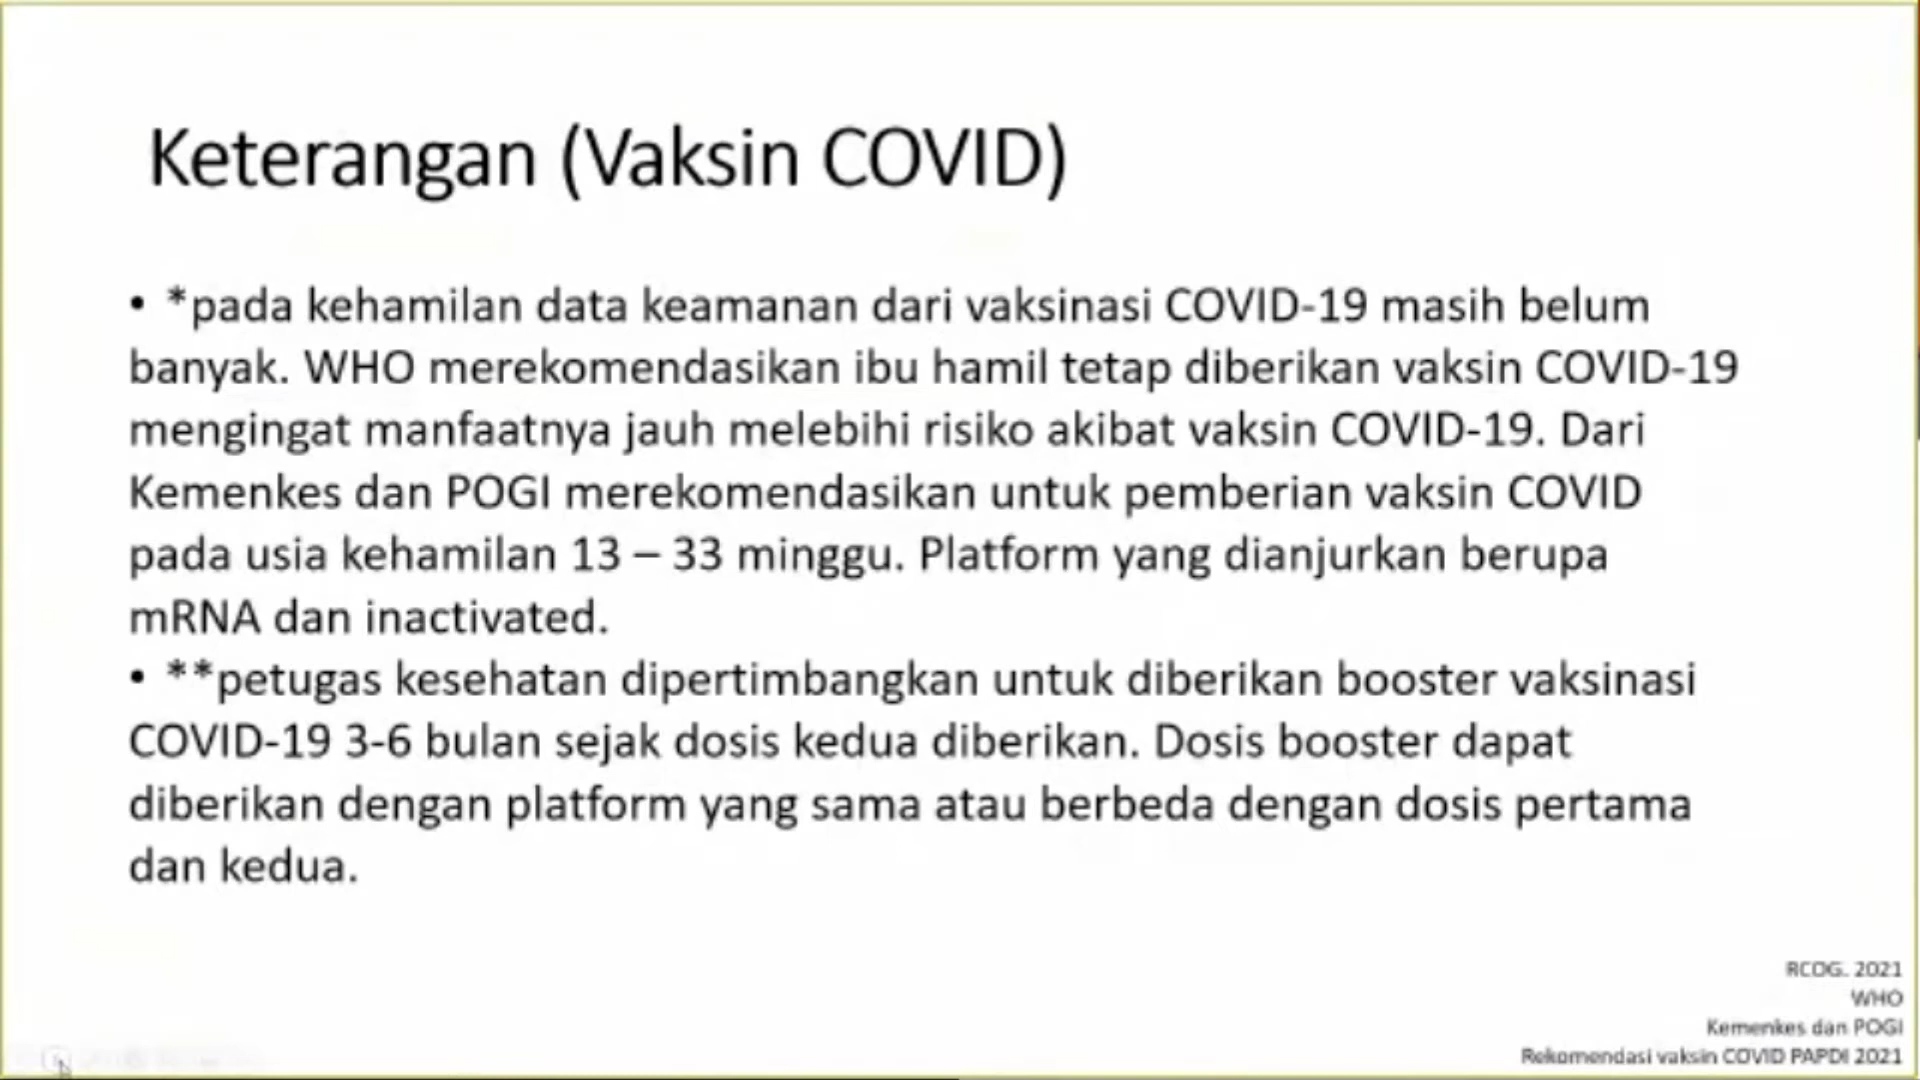 Keterangan (Vaksin COVID)
• *pada kehamilan data keamanan dari vaksinasi COVID-19 masih belum
banyak. WHO merekomendasikan ibu hamil tetap diberikan vaksin COVID-19
mengingat manfaatnya jauh melebihi risiko akibat vaksin COVID-19. Dari
Kemenkes dan POGI merekomendasikan untuk pemberian vaksin COVID
pada usia kehamilan 13 – 33 minggu. Platform yang dianjurkan berupa
mRNA dan inactivated.
• **petugas kesehatan dipertimbangkan untuk diberikan booster vaksinasi
COVID-19 3-6 bulan sejak dosis kedua diberikan. Dosis booster dapat
diberikan dengan platform yang sama atau berbeda dengan dosis pertama
dan kedua.
RCOG. 2021
WHO
Kemenkes dan POGI
Rekomendasi vaksin COVID PAPDI 2021